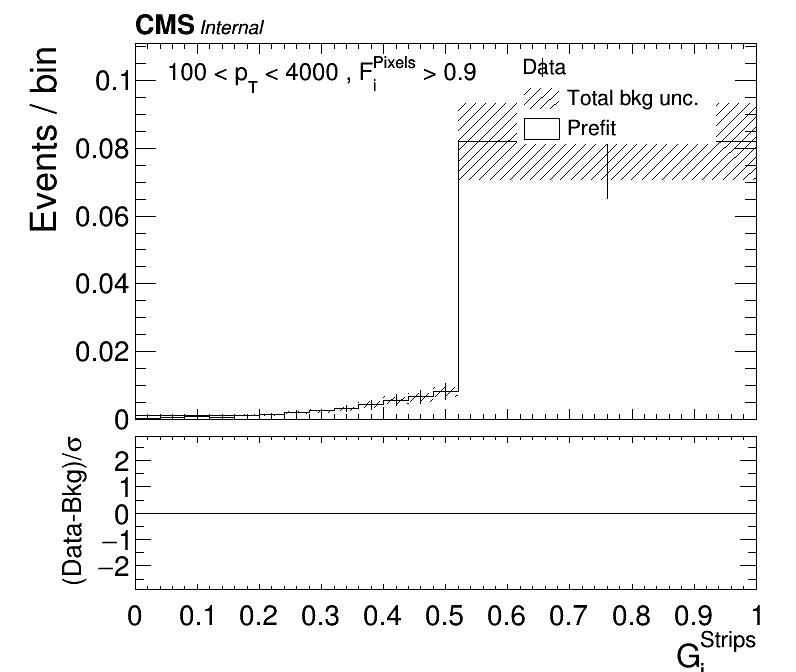 CMS Internal
100 < p_T < 4000 , F_i^Pixels > 0.9
Data
Total bkg unc.
Prefit
Events / bin
0.1
0.08
0.06
0.04
0.02
0
(Data-Bkg)/σ
2
1
0
−1
−2
0 0.1 0.2 0.3 0.4 0.5 0.6 0.7 0.8 0.9 1
G_i^Strips